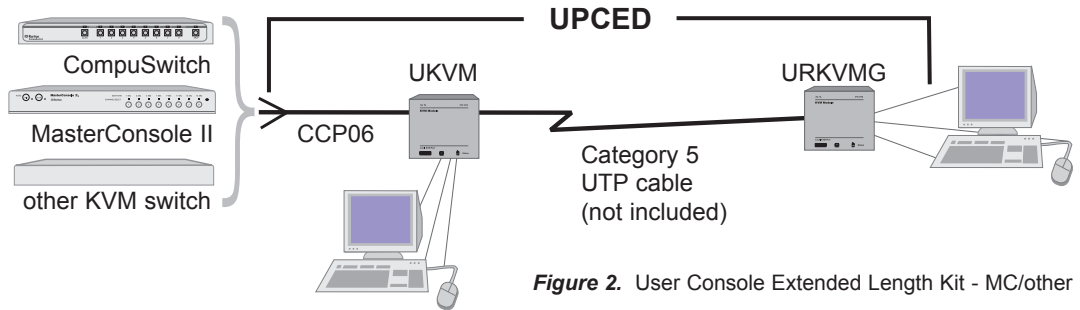 UPCED
CompuSwitch
MasterConsole II
other KVM switch
CCP06
UKVM
URKVMG
Category 5
UTP cable
(not included)
Figure 2. User Console Extended Length Kit - MC/other